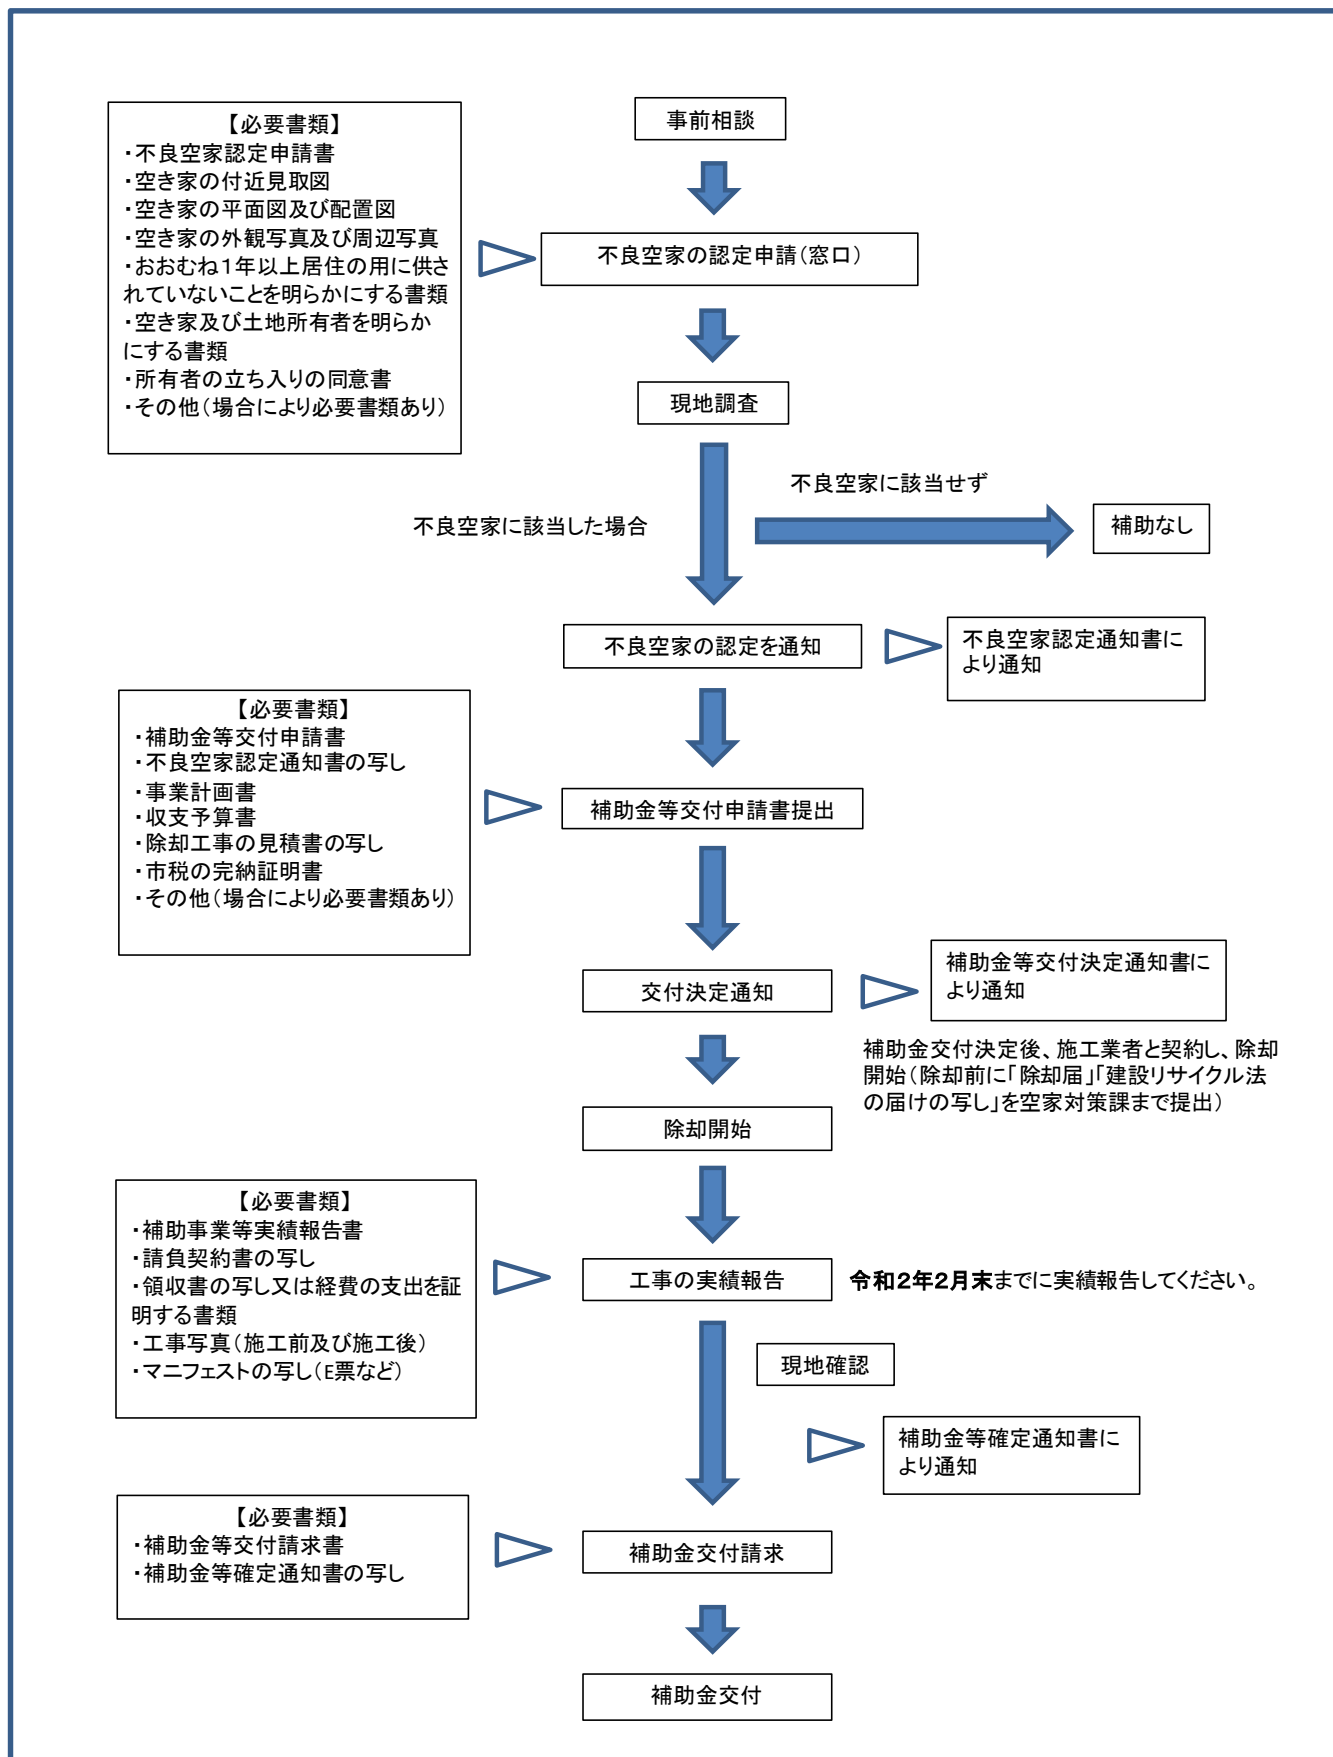 事前相談
【必要書類】
・不良空家認定申請書
・空き家の付近見取図
・空き家の平面図及び配置図
・空き家の外観写真及び周辺写真
・おおむね１年以上居住の用に供さ
れていないことを明らかにする書類
・空き家及び土地所有者を明らか
にする書類
・所有者の立ち入りの同意書
・その他（場合により必要書類あり）
不良空家の認定申請（窓口）
現地調査
不良空家に該当せず
不良空家に該当した場合
補助なし
不良空家の認定を通知
不良空家認定通知書に
より通知
【必要書類】
・補助金等交付申請書
・不良空家認定通知書の写し
・事業計画書
・収支予算書
・除却工事の見積書の写し
・市税の完納証明書
・その他（場合により必要書類あり）
補助金等交付申請書提出
交付決定通知
補助金等交付決定通知書に
より通知
補助金交付決定後、施工業者と契約し、除却
開始（除却前に「除却届」「建設リサイクル法
の届けの写し」を空家対策課まで提出）
除却開始
【必要書類】
・補助事業等実績報告書
・請負契約書の写し
・領収書の写し又は経費の支出を証
明する書類
・工事写真（施工前及び施工後）
・マニフェストの写し（E票など）
工事の実績報告
令和２年２月末までに実績報告してください。
現地確認
補助金等確定通知書に
より通知
【必要書類】
・補助金等交付請求書
・補助金等確定通知書の写し
補助金交付請求
補助金交付